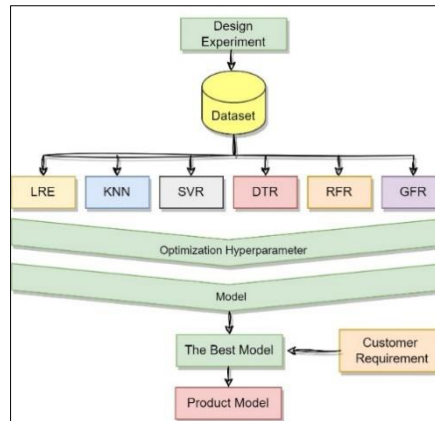 Design
Experiment
Dataset
LRE
KNN
SVR
DTR
RFR
GFR
Optimization Hyperparameter
Model
The Best Model
Customer
Requirement
Product Model